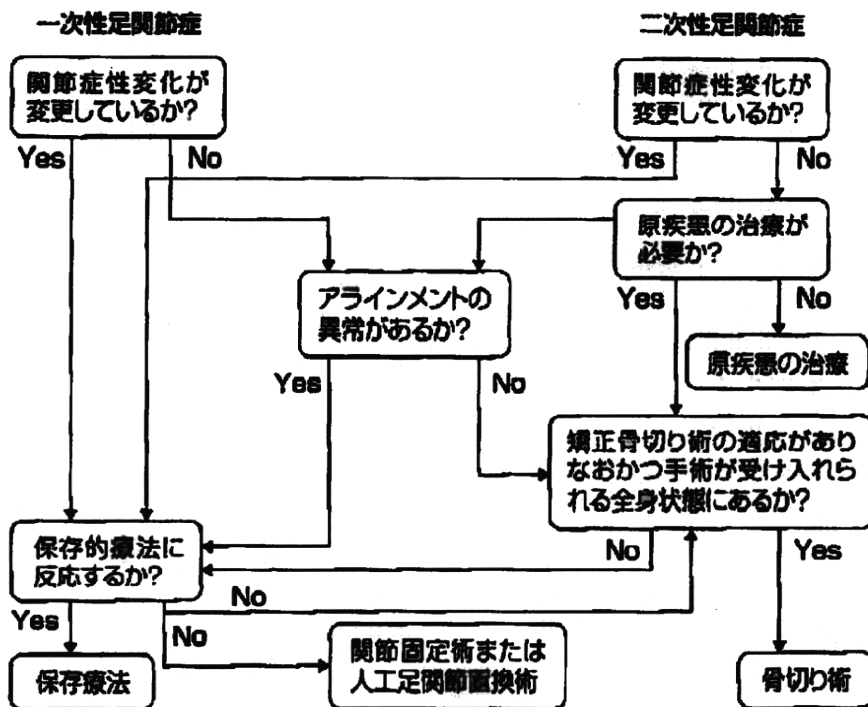 一次性足関節症
二次性足関節症
関節症性変化が
変更しているか?
関節症性変化が
変更しているか?
Yes
No
Yes
No
原疾患の治療が
必要か?
アラインメントの
異常があるか?
Yes
No
原疾患の治療
Yes
No
矯正骨切り術の適応があり
なおかつ手術が受け入れら
れる全身状態にあるか?
保存的療法に
反応するか?
No
Yes
No
Yes
No
保存療法
関節固定術または
人工足関節置換術
骨切り術